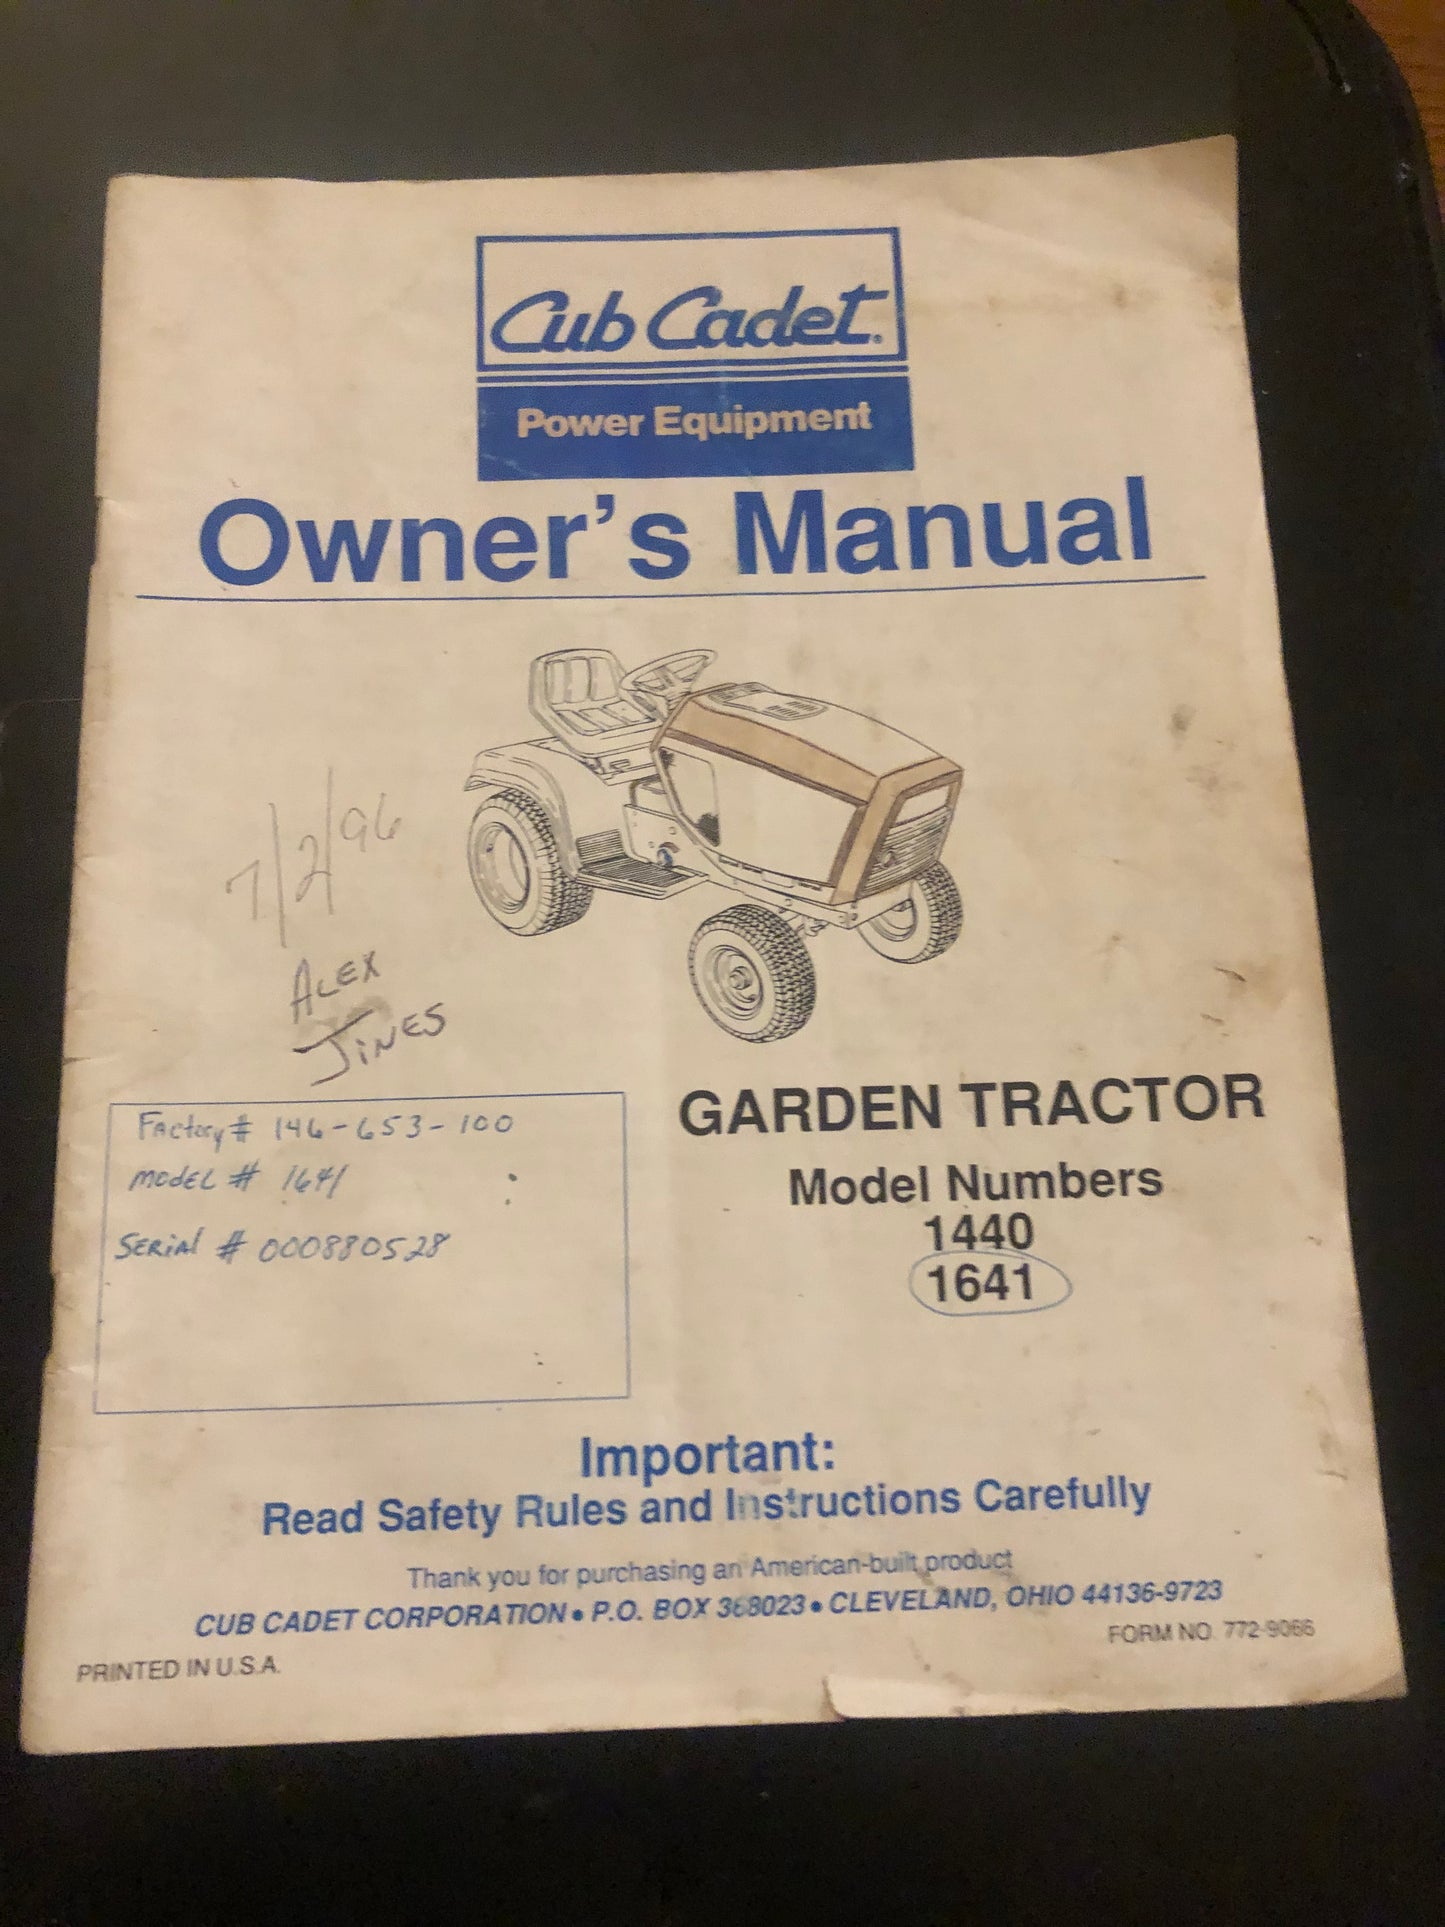 Cub Cadet
Power Equipment
Owner's Manual
7/2/96
ALEX
JiNES
FActory # 146-653-100
model # 1641
SERiAl # 000880528
GARDEN TRACTOR
Model Numbers
1440
1641
Important:
Read Safety Rules and Instructions Carefully
Thank you for purchasing an American-built product
CUB CADET CORPORATION • P.O. BOX 368023 • CLEVELAND, OHIO 44136-9723
FORM NO. 772-9066
PRINTED IN U.S.A.